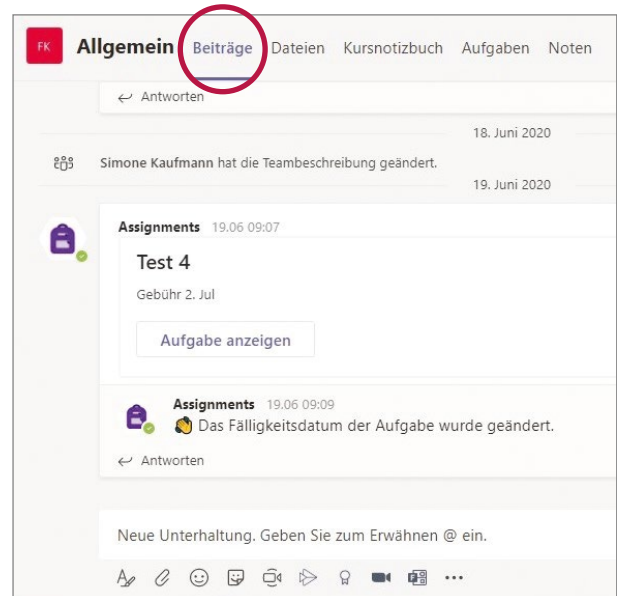 FK Allgemein Beiträge Dateien Kursnotizbuch Aufgaben Noten
Antworten
18. Juni 2020
Simone Kaufmann hat die Teambeschreibung geändert.
19. Juni 2020
Assignments 19.06 09:07
Test 4
Gebühr 2. Jul
Aufgabe anzeigen
Assignments 19.06 09:09
Das Fälligkeitsdatum der Aufgabe wurde geändert.
Antworten
Neue Unterhaltung. Geben Sie zum Erwähnen @ ein.